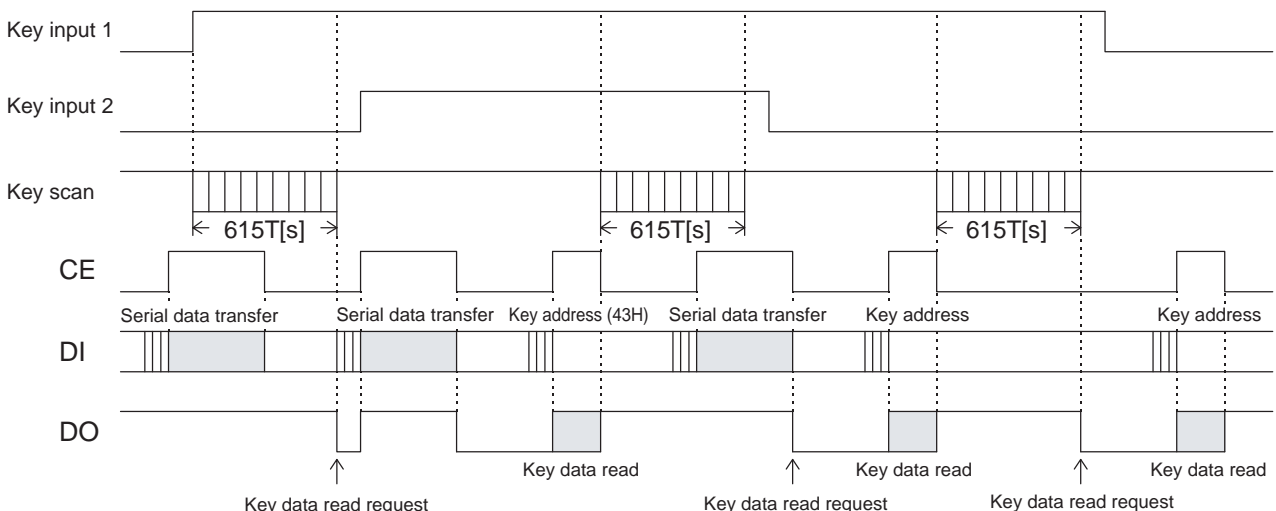 Key input 1
Key input 2
Key scan
615T[s] 615T[s] 615T[s]
CE
Serial data transfer Serial data transfer Key address (43H) Serial data transfer Key address Key address
DI
DO
Key data read Key data read Key data read
Key data read request Key data read request Key data read request